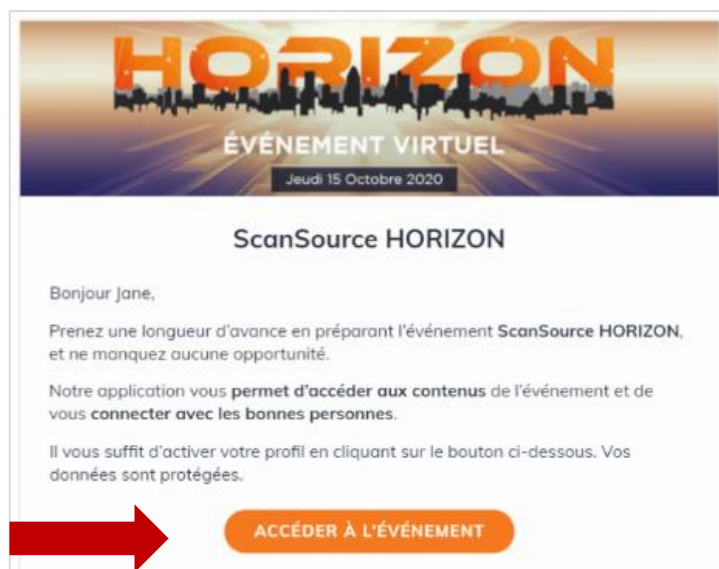 HORIZON
ÉVÉNEMENT VIRTUEL
Jeudi 15 Octobre 2020
ScanSource HORIZON
Bonjour Jane,
Prenez une longueur d'avance en préparant l'événement ScanSource HORIZON,
et ne manquez aucune opportunité.
Notre application vous permet d'accéder aux contenus de l'événement et de
vous connecter avec les bonnes personnes.
Il vous suffit d'activer votre profil en cliquant sur le bouton ci-dessous. Vos
données sont protégées.
ACCÉDER À L'ÉVÉNEMENT